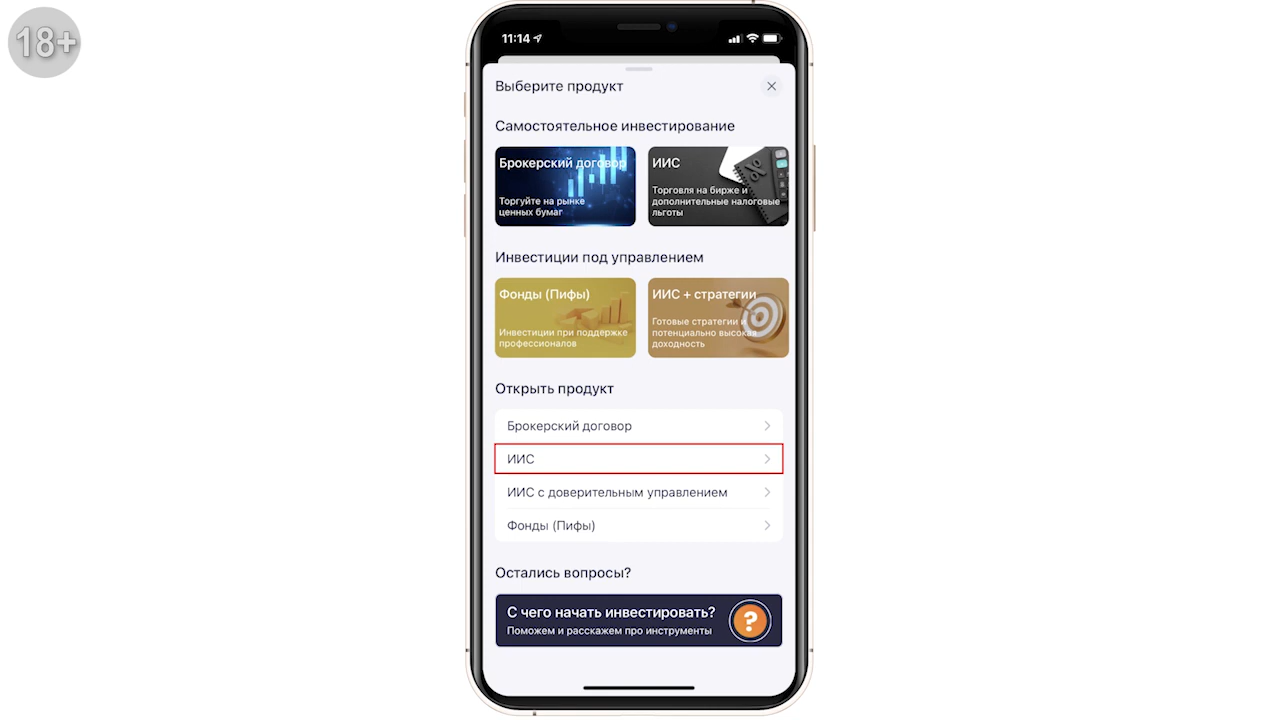 18+
11:14
Выберите продукт
Самостоятельное инвестирование
Брокерский договор
Торгуйте на рынке
ценных бумаг
ИИС
Торговля на бирже и
дополнительные налоговые
льготы
Инвестиции под управлением
Фонды (Пифы)
Инвестиции при поддержке
профессионалов
ИИС + стратегии
Готовые стратегии и
потенциально высокая
доходность
Открыть продукт
Брокерский договор
ИИС
ИИС с доверительным управлением
Фонды (Пифы)
Остались вопросы?
С чего начать инвестировать?
Поможем и расскажем про инструменты
?